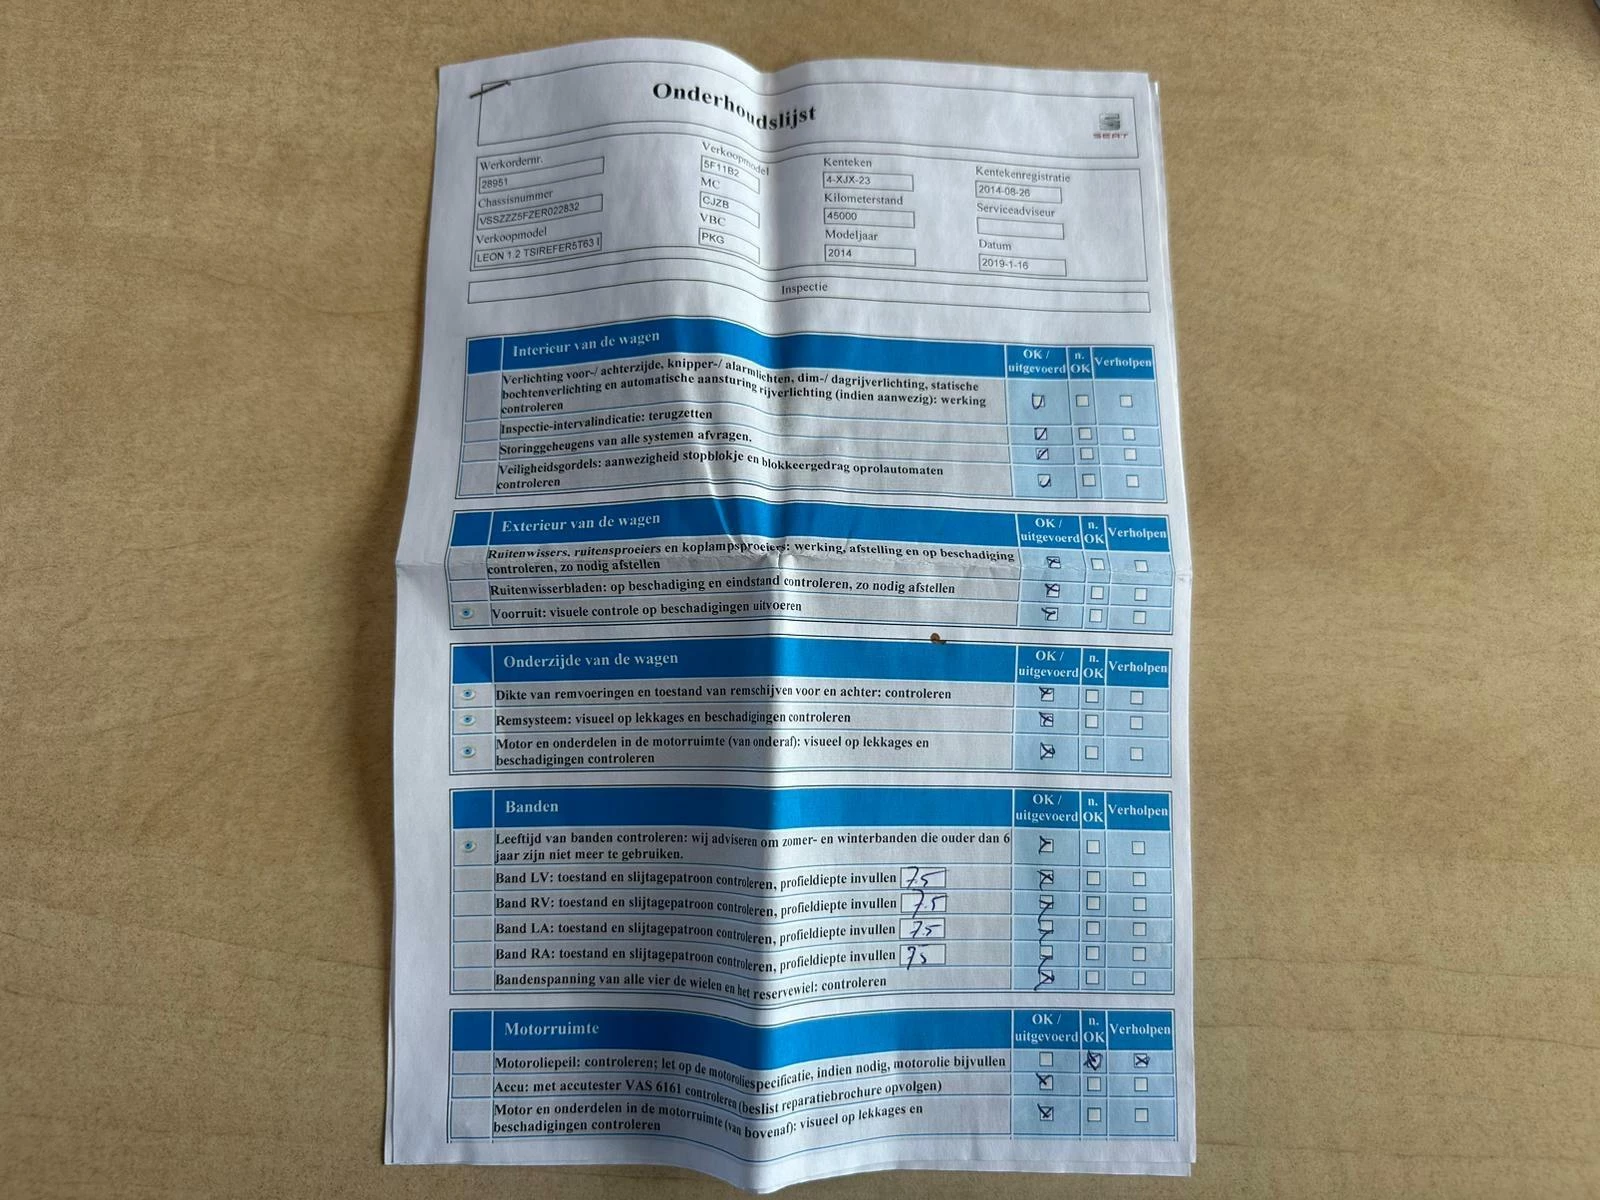 Onderhoudslijst
SEAT
Werkordernr.
28951
Chassisnummer
VSSZZZ5FZER022832
Verkoopmodel
LEON 1.2 TSIREFER5T63 I
Verkoopmodel
5F11B2
MC
CJZB
VBC
PKG
Kenteken
4-XJX-23
Kilometerstand
45000
Modeljaar
2014
Kentekenregistratie
2014-08-26
Serviceadviseur
Datum
2019-1-16
Inspectie
Interieur van de wagen
OK /
uitgevoerd
n.
OK
Verholpen
Verlichting voor-/ achterzijde, knipper-/ alarmlichten, dim-/ dagrijverlichting, statische
bochtenverlichting en automatische aansturing rijverlichting (indien aanwezig): werking
controleren
Inspectie-intervalindicatie: terugzetten
Storinggeheugens van alle systemen afvragen.
Veiligheidsgordels: aanwezigheid stopblokje en blokkeergedrag oprolautomaten
controleren
Exterieur van de wagen
OK /
uitgevoerd
n.
OK
Verholpen
Ruitenwissers, ruitensproeiers en koplampsproeiers: werking, afstelling en op beschadiging
controleren, zo nodig afstellen
Ruitenwisserbladen: op beschadiging en eindstand controleren, zo nodig afstellen
Voorruit: visuele controle op beschadigingen uitvoeren
Onderzijde van de wagen
OK /
uitgevoerd
n.
OK
Verholpen
Dikte van remvoeringen en toestand van remschijven voor en achter: controleren
Remsysteem: visueel op lekkages en beschadigingen controleren
Motor en onderdelen in de motorruimte (van onderaf): visueel op lekkages en
beschadigingen controleren
Banden
OK /
uitgevoerd
n.
OK
Verholpen
Leeftijd van banden controleren: wij adviseren om zomer- en winterbanden die ouder dan 6
jaar zijn niet meer te gebruiken.
Band LV: toestand en slijtagepatroon controleren, profieldiepte invullen 7.5
Band RV: toestand en slijtagepatroon controleren, profieldiepte invullen 7.5
Band LA: toestand en slijtagepatroon controleren, profieldiepte invullen 7.5
Band RA: toestand en slijtagepatroon controleren, profieldiepte invullen 75
Bandenspanning van alle vier de wielen en het reservewiel: controleren
Motorruimte
OK /
uitgevoerd
n.
OK
Verholpen
Motoroliepeil: controleren; let op de motoroliespecificatie, indien nodig, motorolie bijvullen
Accu: met accutester VAS 6161 controleren (beslist reparatiebrochure opvolgen)
Motor en onderdelen in de motorruimte (van bovenaf): visueel op lekkages en
beschadigingen controleren